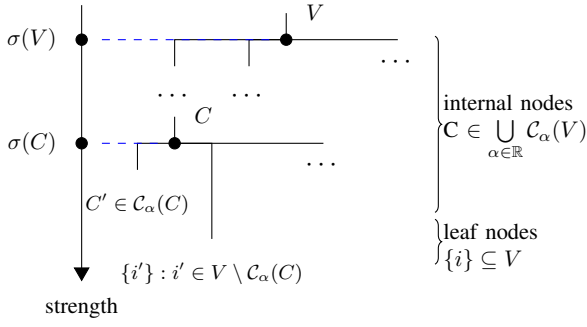 V
σ(V)
. . .
. . . . . .
C
σ(C)
. . .
internal nodes
C ∈ ⋃ 𝒞_α(V)
α∈ℝ
C′ ∈ 𝒞_α(C)
leaf nodes
{i} ⊆ V
{i′} : i′ ∈ V \ 𝒞_α(C)
strength